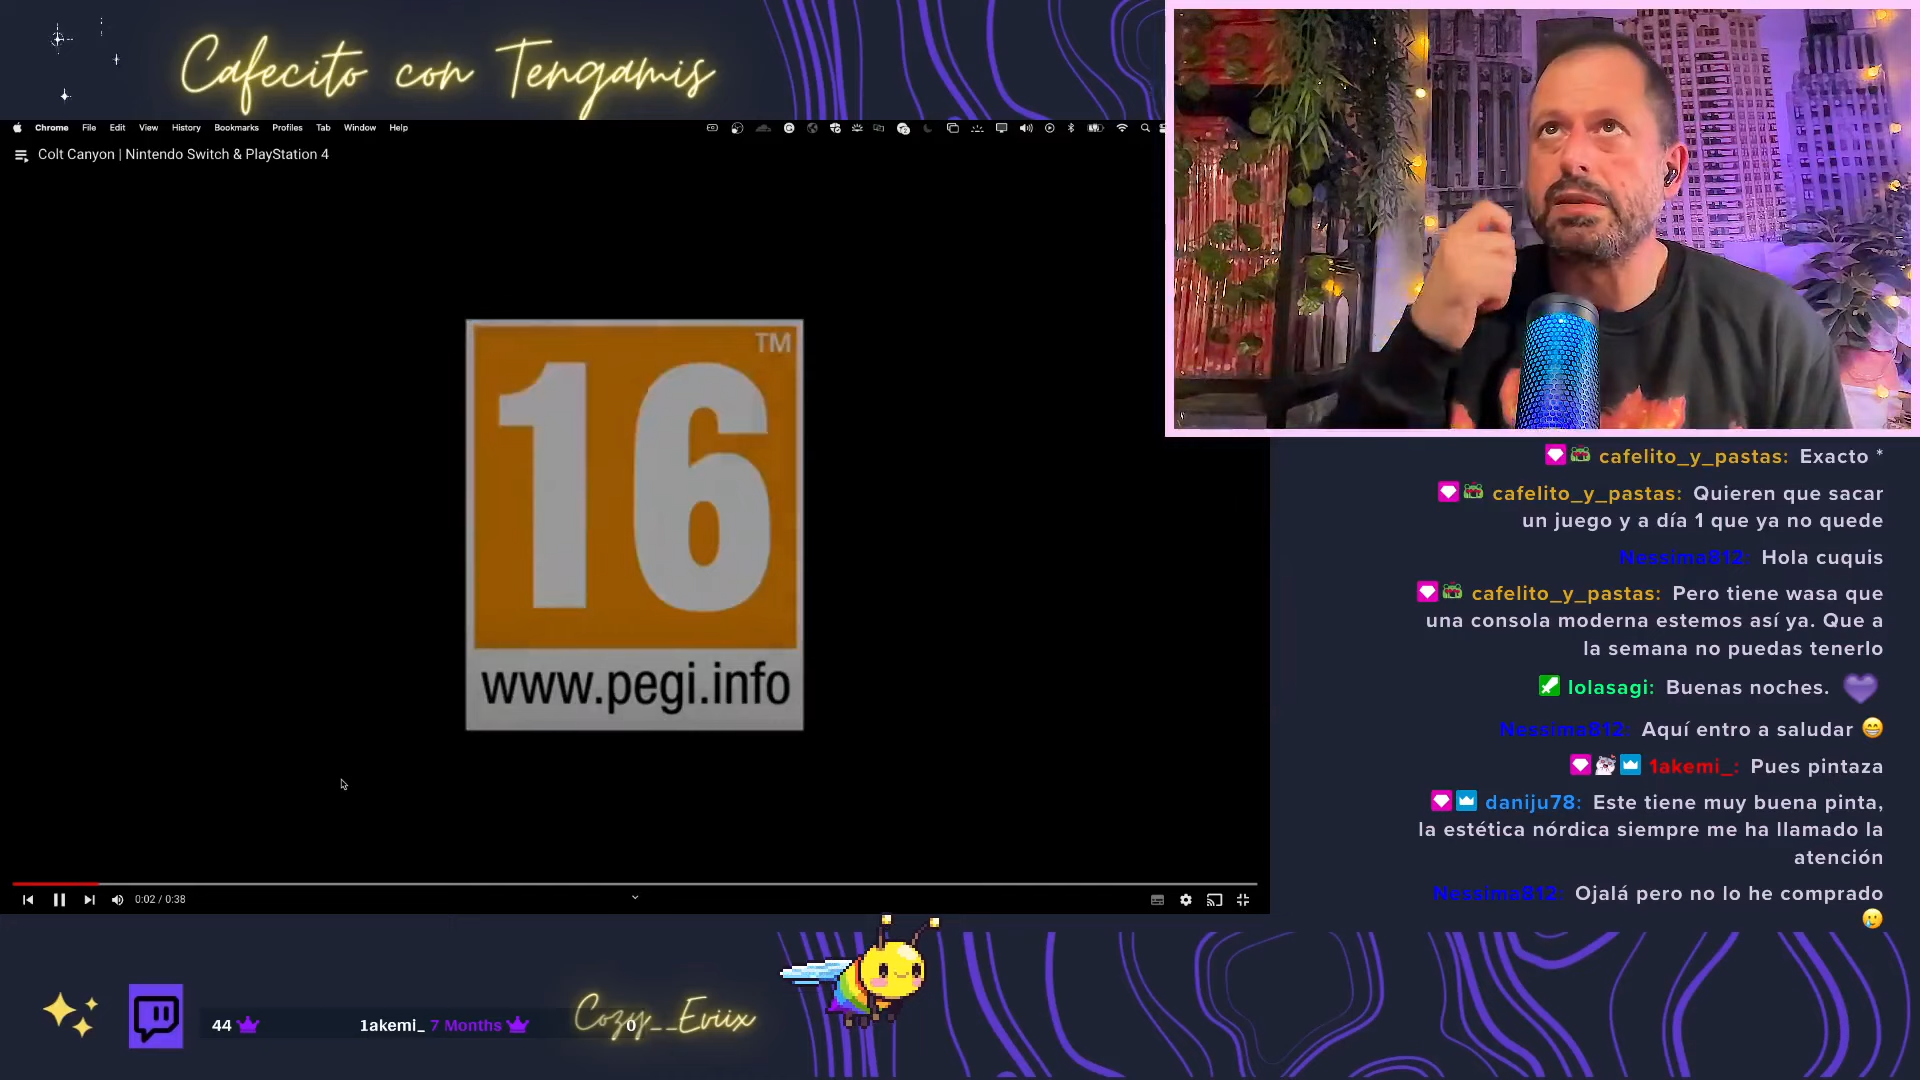 Cafecito con Tengamis
Chrome File Edit View History Bookmarks Profiles Tab Window Help
Colt Canyon | Nintendo Switch & PlayStation 4
TM
16
www.pegi.info
0:02 / 0:38
cafelito_y_pastas: Exacto *
cafelito_y_pastas: Quieren que sacar
un juego y a día 1 que ya no quede
Nessima812: Hola cuquis
cafelito_y_pastas: Pero tiene wasa que
una consola moderna estemos así ya. Que a
la semana no puedas tenerlo
lolasagi: Buenas noches. 💜
Nessima812: Aquí entro a saludar 😁
1akemi_: Pues pintaza
daniju78: Este tiene muy buena pinta,
la estética nórdica siempre me ha llamado la
atención
Nessima812: Ojalá pero no lo he comprado
🥲
44
1akemi_ 7 Months
Cozy__Eviix
0